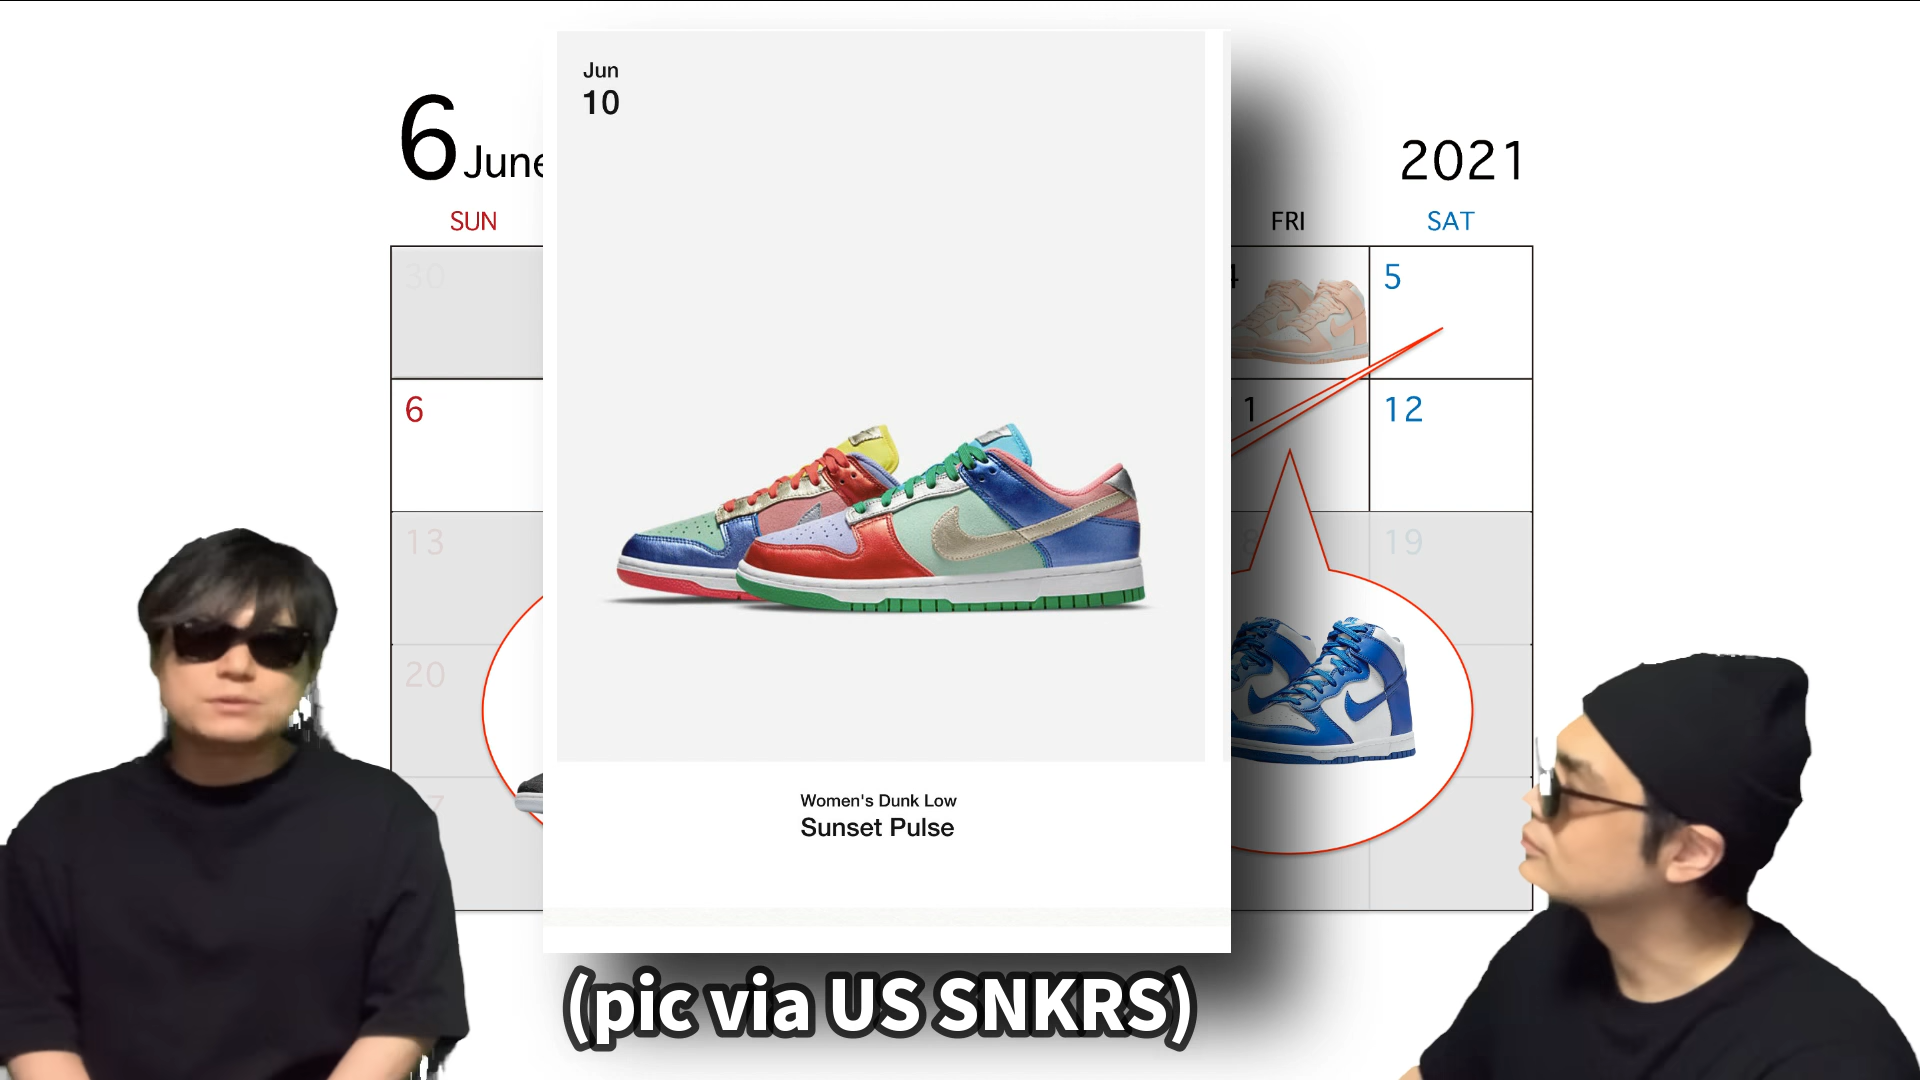 Jun
10
6 June
2021
SUN
FRI
SAT
30
5
6
12
13
19
20
Women's Dunk Low
Sunset Pulse
(pic via US SNKRS)